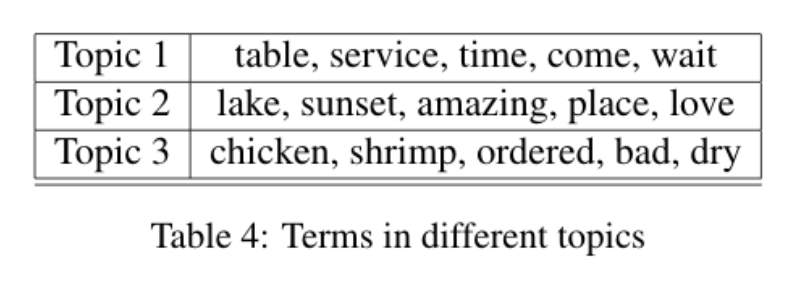 Topic 1 table, service, time, come, wait
Topic 2 lake, sunset, amazing, place, love
Topic 3 chicken, shrimp, ordered, bad, dry
Table 4: Terms in different topics